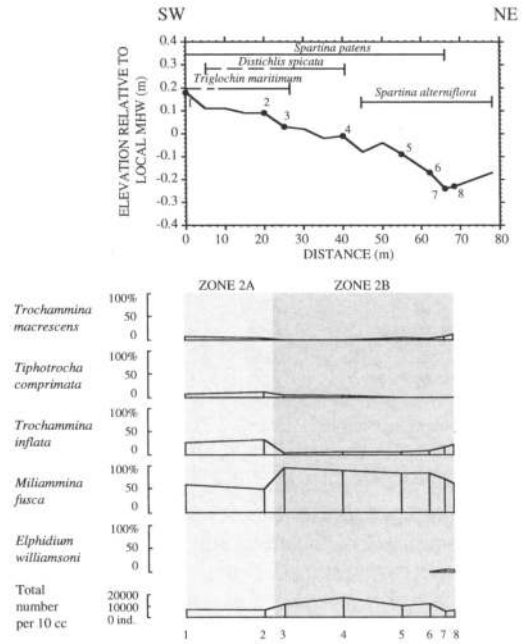 SW NE
Spartina patens
Distichlis spicata
Triglochin maritimum
Spartina alterniflora
ELEVATION RELATIVE TO
LOCAL MHW (m)
0.4
0.3
0.2
0.1
0
-0.1
-0.2
-0.3
-0.4
1
2
3
4
5
6
7
8
0 10 20 30 40 50 60 70 80
DISTANCE (m)
ZONE 2A ZONE 2B
Trochammina
macrescens
100%
50
0
Tiphotrocha
comprimata
100%
50
0
Trochammina
inflata
100%
50
0
Miliammina
fusca
100%
50
0
Elphidium
williamsoni
100%
50
0
Total
number
per 10 cc
20000
10000
0 ind.
1 2 3 4 5 6 7 8